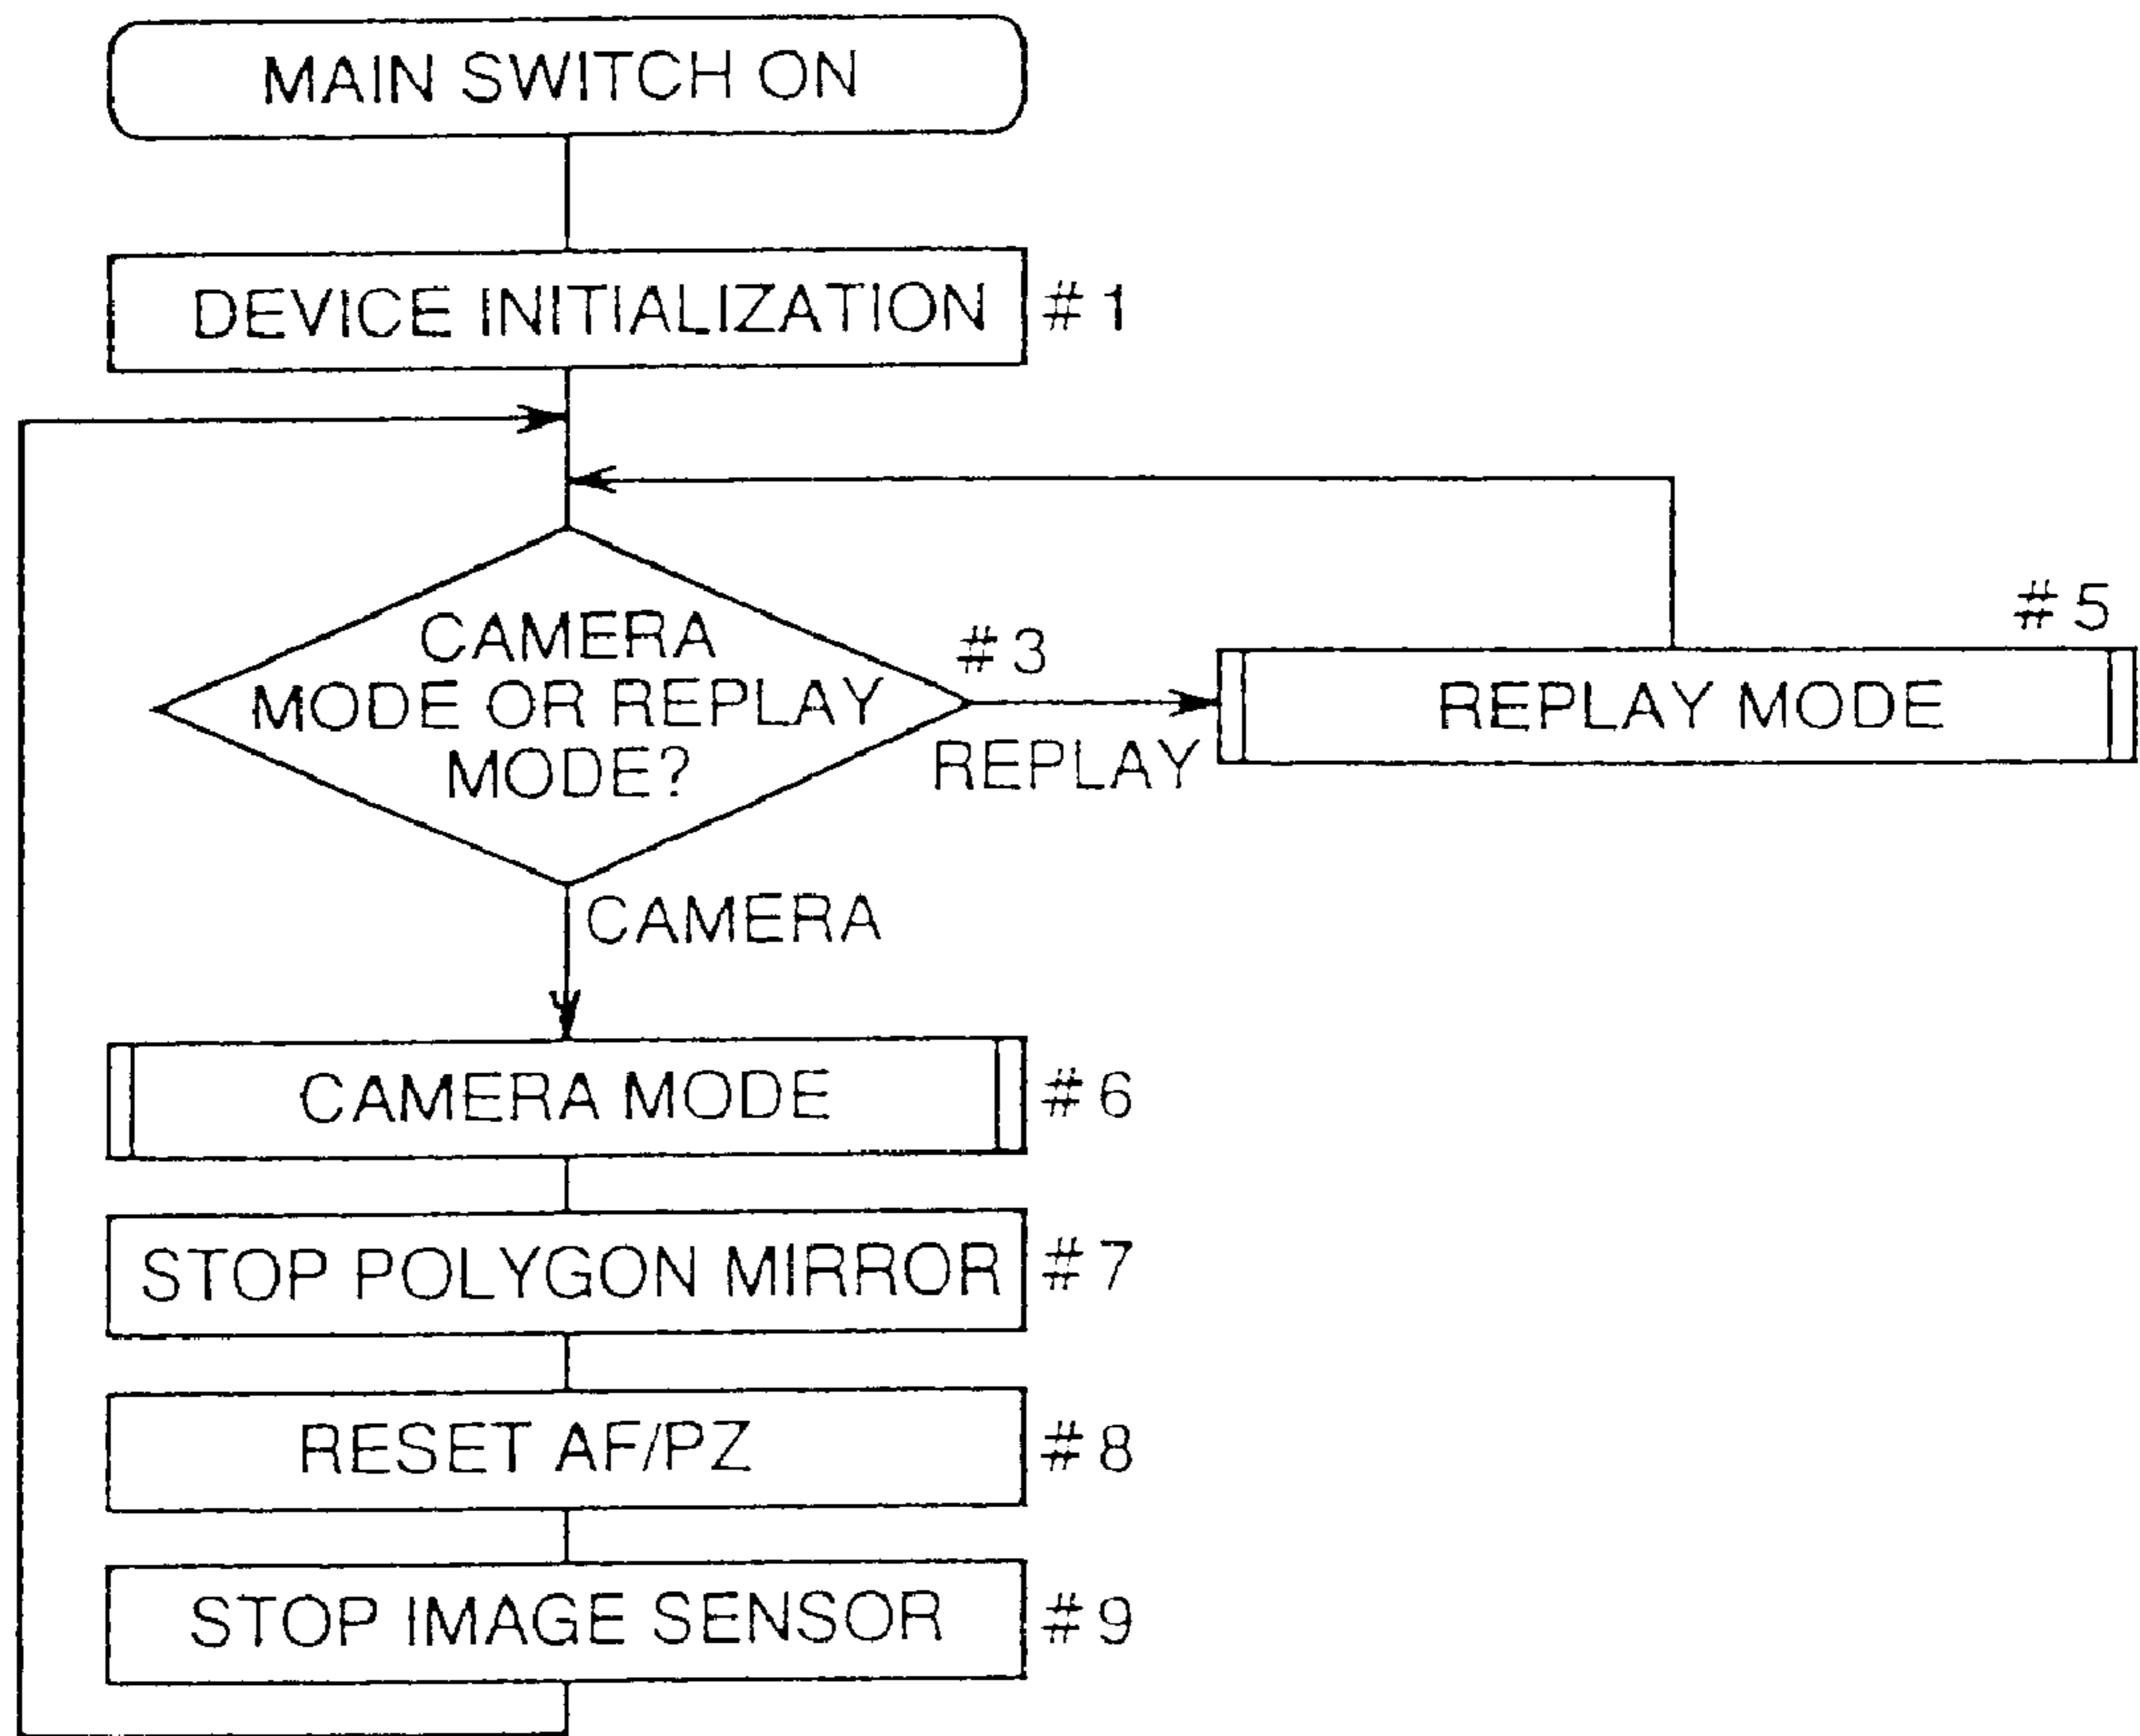 MAIN SWITCH ON
DEVICE INITIALIZATION #1
CAMERA
MODE OR REPLAY
MODE?
#3
REPLAY
#5
REPLAY MODE
CAMERA
CAMERA MODE #6
STOP POLYGON MIRROR #7
RESET AF/PZ #8
STOP IMAGE SENSOR #9